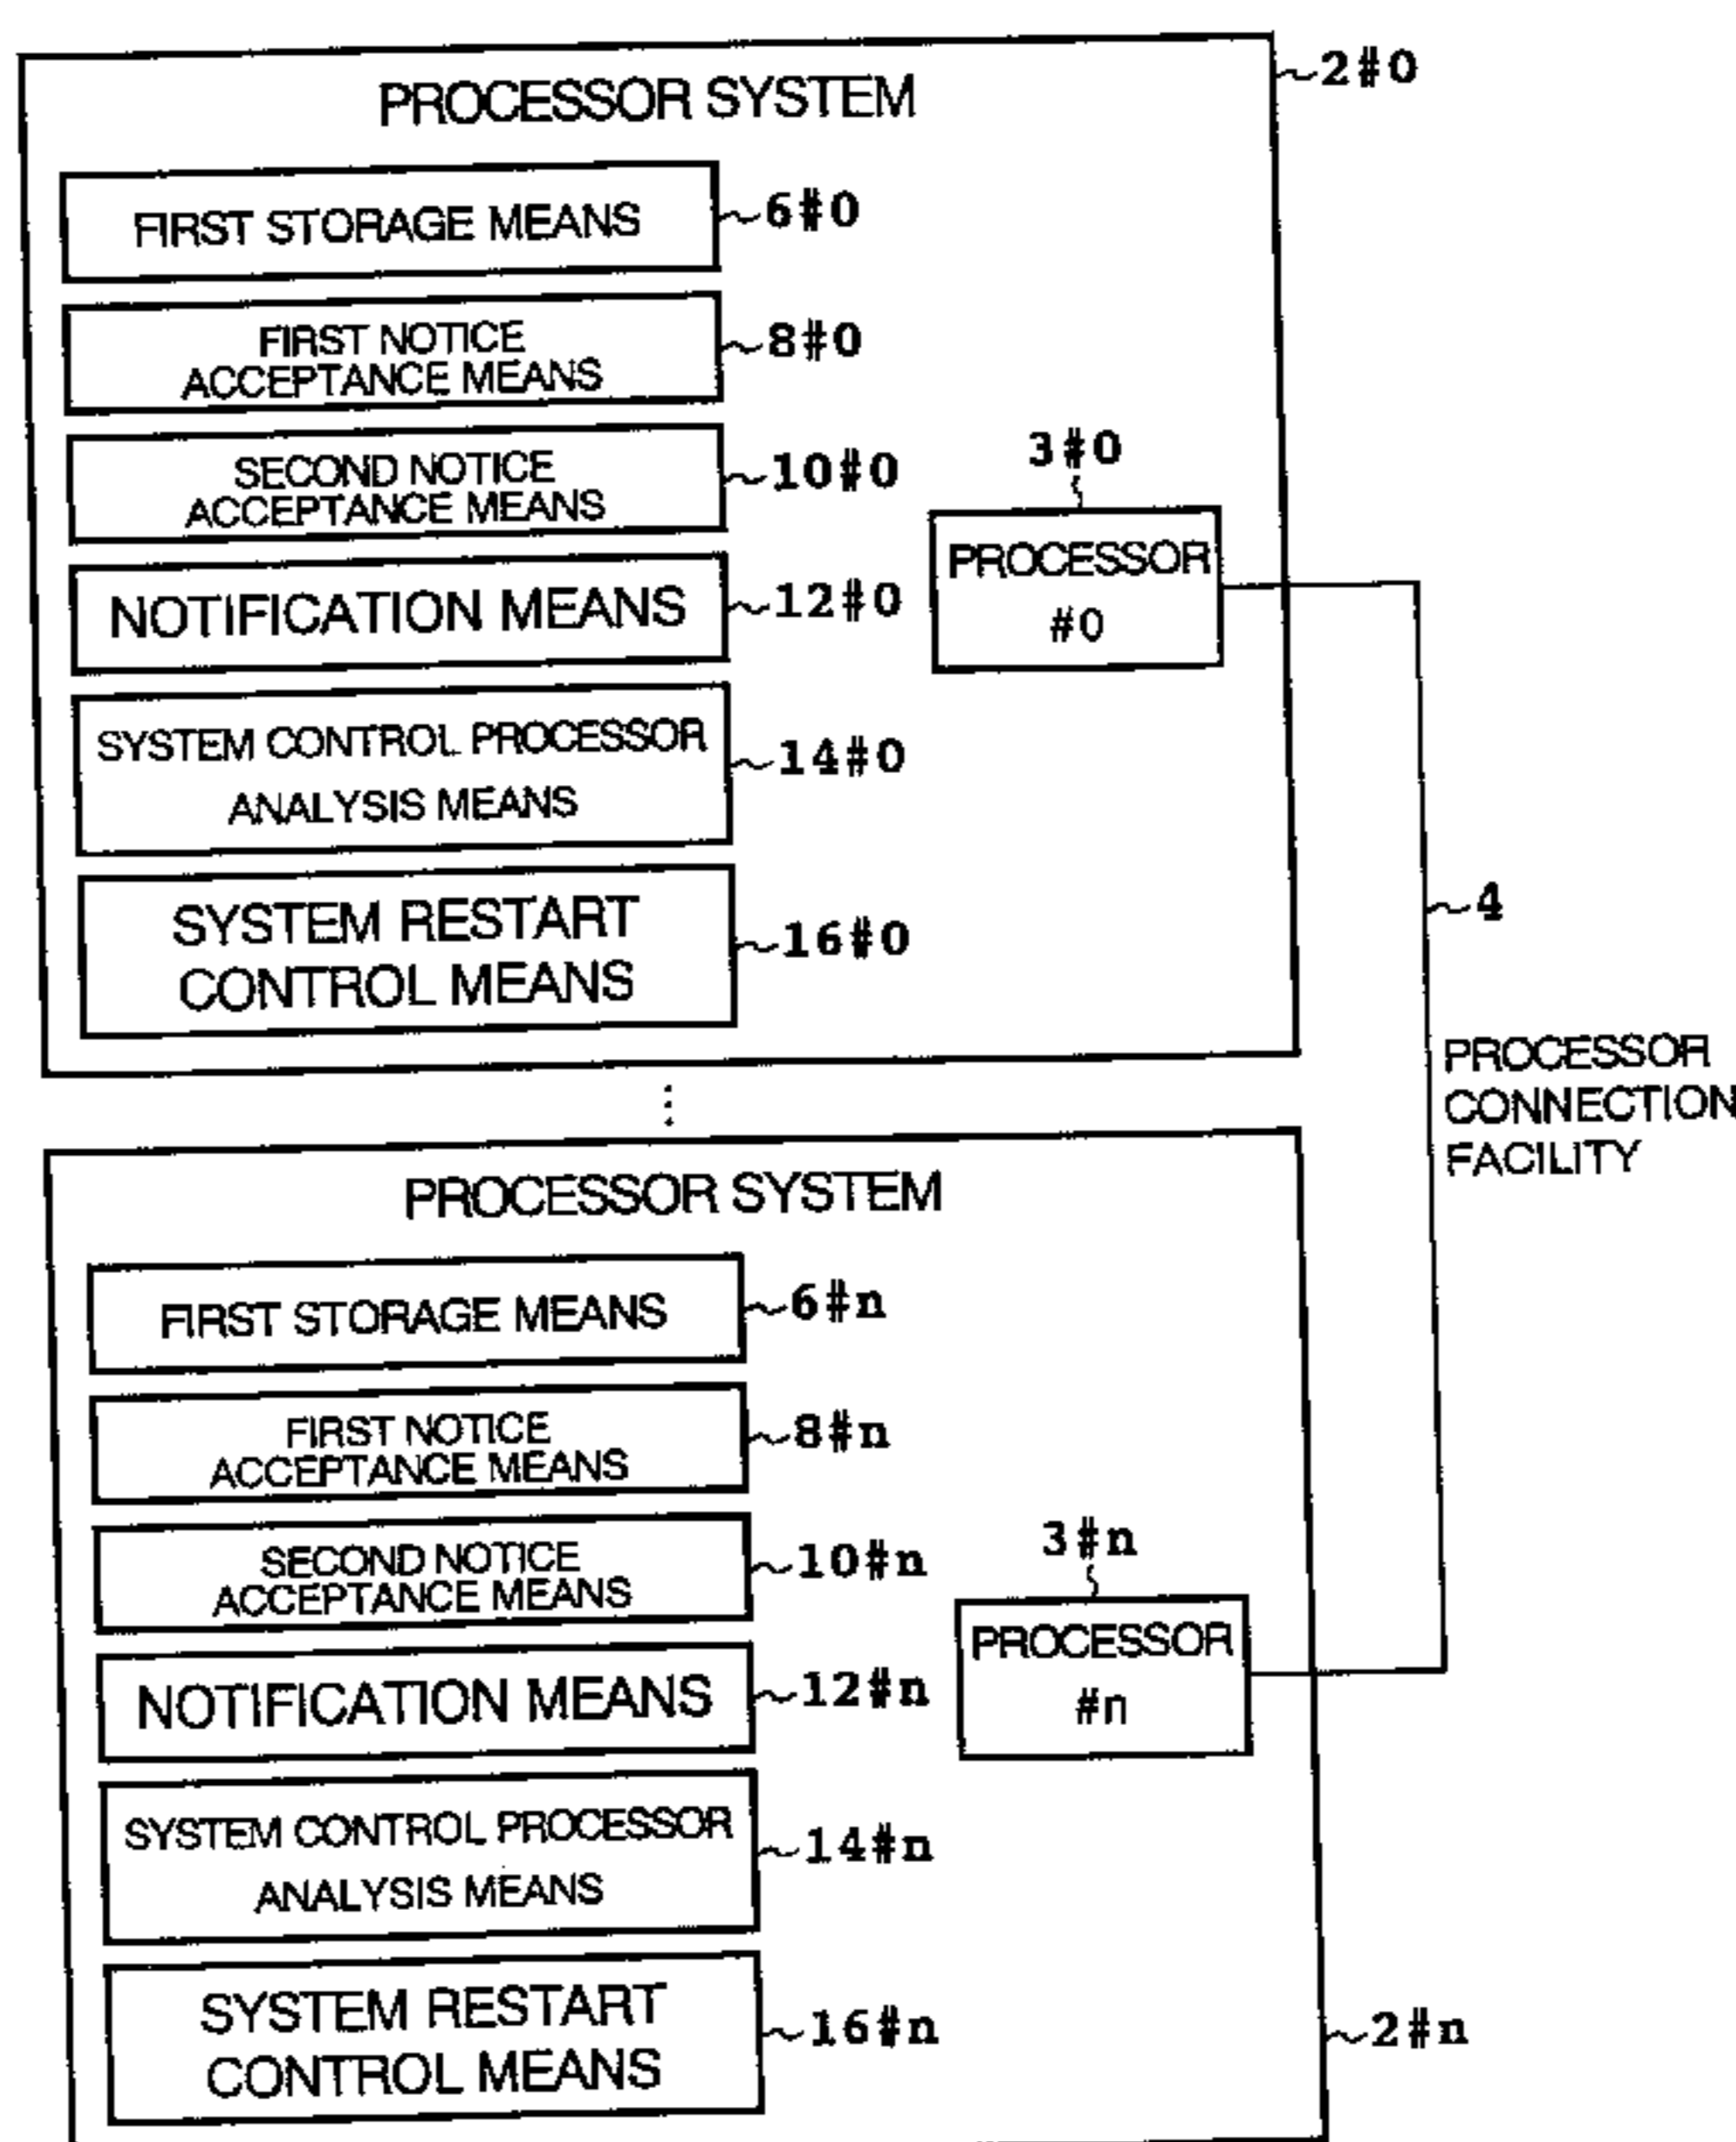 PROCESSOR SYSTEM
2#0
FIRST STORAGE MEANS
6#0
FIRST NOTICE
ACCEPTANCE MEANS
8#0
SECOND NOTICE
ACCEPTANCE MEANS
10#0
NOTIFICATION MEANS
12#0
SYSTEM CONTROL PROCESSOR
ANALYSIS MEANS
14#0
SYSTEM RESTART
CONTROL MEANS
16#0
3#0
PROCESSOR
#0
4
PROCESSOR
CONNECTION
FACILITY
PROCESSOR SYSTEM
FIRST STORAGE MEANS
6#n
FIRST NOTICE
ACCEPTANCE MEANS
8#n
SECOND NOTICE
ACCEPTANCE MEANS
10#n
NOTIFICATION MEANS
12#n
SYSTEM CONTROL PROCESSOR
ANALYSIS MEANS
14#n
SYSTEM RESTART
CONTROL MEANS
16#n
3#n
PROCESSOR
#n
2#n